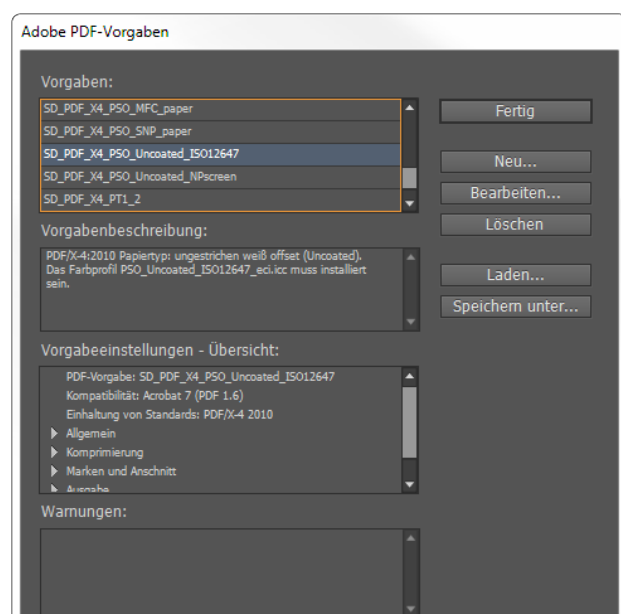 Adobe PDF-Vorgaben
Vorgaben:
SD_PDF_X4_PSO_MFC_paper
SD_PDF_X4_PSO_SNP_paper
SD_PDF_X4_PSO_Uncoated_ISO12647
SD_PDF_X4_PSO_Uncoated_NPscreen
SD_PDF_X4_PT1_2
Fertig
Neu...
Bearbeiten...
Löschen
Laden...
Speichern unter...
Vorgabenbeschreibung:
PDF/X-4:2010 Papiertyp: ungestrichen weiß offset (Uncoated).
Das Farbprofil PSO_Uncoated_ISO12647_eci.icc muss installiert
sein.
Vorgabeeinstellungen - Übersicht:
PDF-Vorgabe: SD_PDF_X4_PSO_Uncoated_ISO12647
Kompatibilität: Acrobat 7 (PDF 1.6)
Einhaltung von Standards: PDF/X-4 2010
Allgemein
Komprimierung
Marken und Anschnitt
Ausgabe
Warnungen: